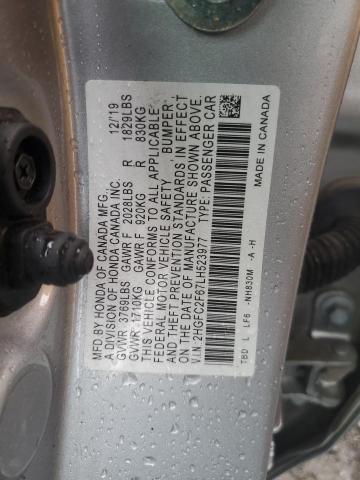 MFD BY HONDA OF CANADA MFG. 12/19
A DIVISION OF HONDA CANADA INC.
GVWR 3769LBS GAWR F 2028LBS R 1829LBS
GVWR 1710KG GAWR F 920KG R 830KG
THIS VEHICLE CONFORMS TO ALL APPLICABLE
FEDERAL MOTOR VEHICLE SAFETY, BUMPER,
AND THEFT PREVENTION STANDARDS IN EFFECT
ON THE DATE OF MANUFACTURE SHOWN ABOVE.
V.I.N: 2HGFC2F67LH523977 TYPE: PASSENGER CAR
TBD L LF6 -NH830M -A -H MADE IN CANADA